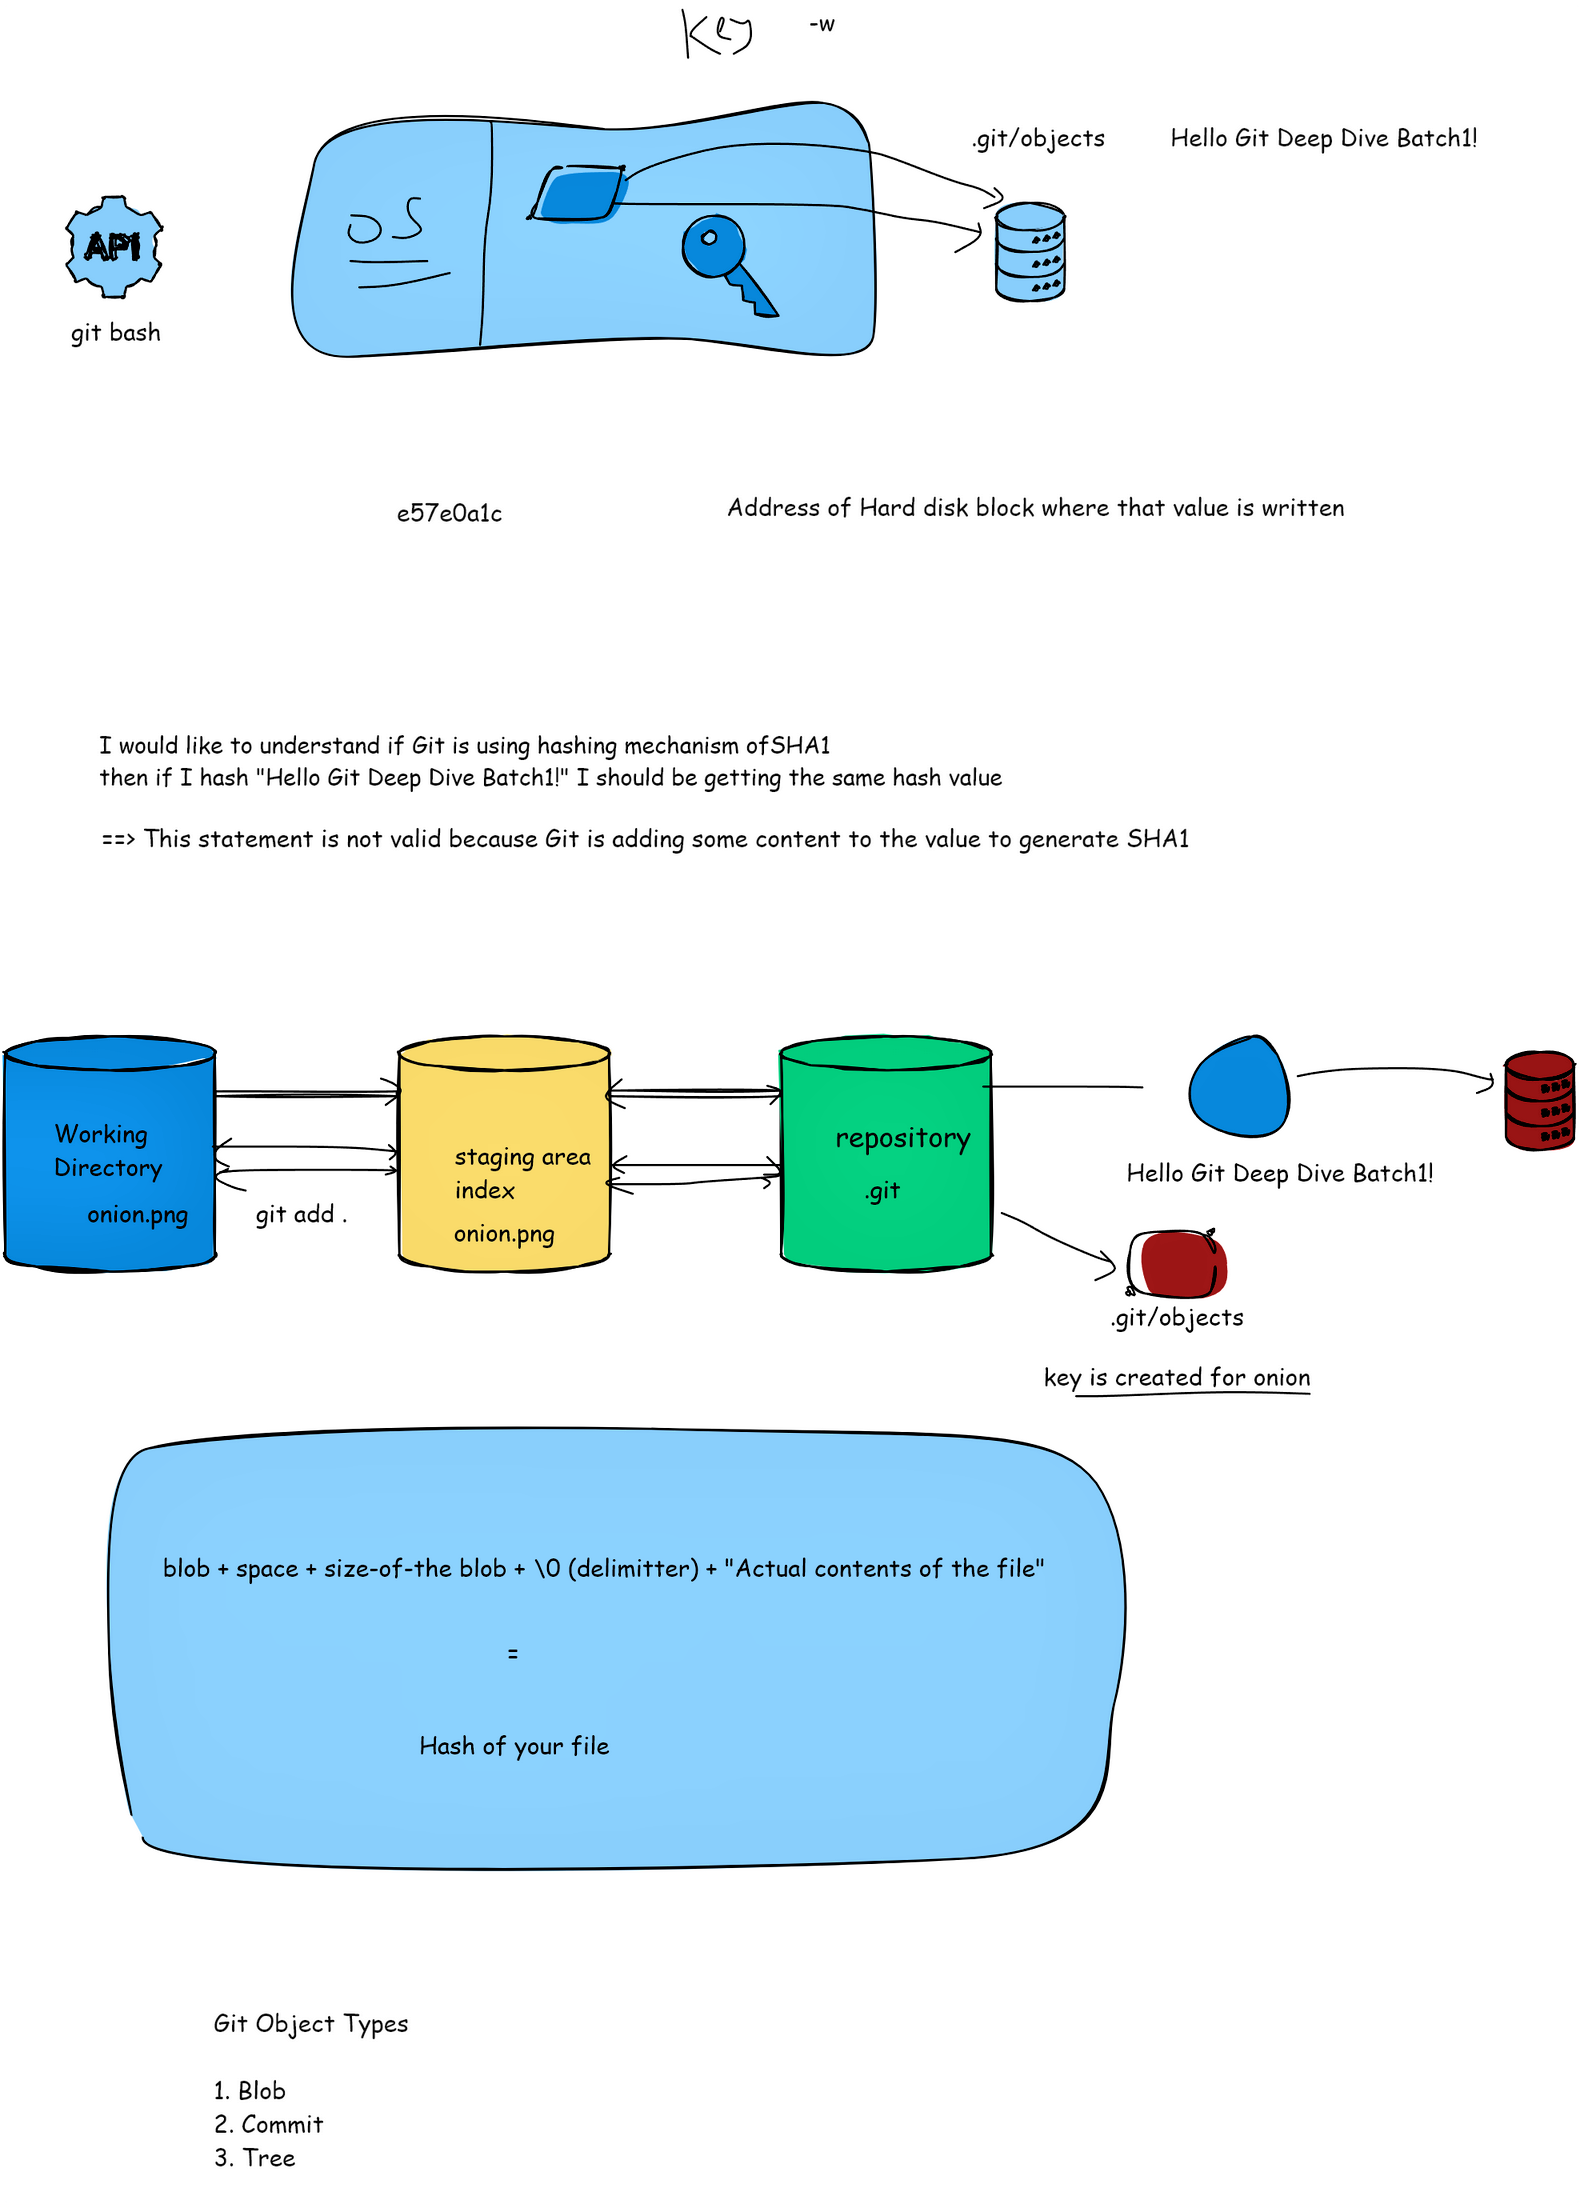 Key -w
.git/objects Hello Git Deep Dive Batch1!
OS
API
git bash
e57e0a1c Address of Hard disk block where that value is written
I would like to understand if Git is using hashing mechanism ofSHA1
then if I hash "Hello Git Deep Dive Batch1!" I should be getting the same hash value
==> This statement is not valid because Git is adding some content to the value to generate SHA1
Working
Directory
onion.png
git add .
staging area
index
onion.png
repository
.git
Hello Git Deep Dive Batch1!
.git/objects
key is created for onion
blob + space + size-of-the blob + \0 (delimitter) + "Actual contents of the file"
=
Hash of your file
Git Object Types
1. Blob
2. Commit
3. Tree